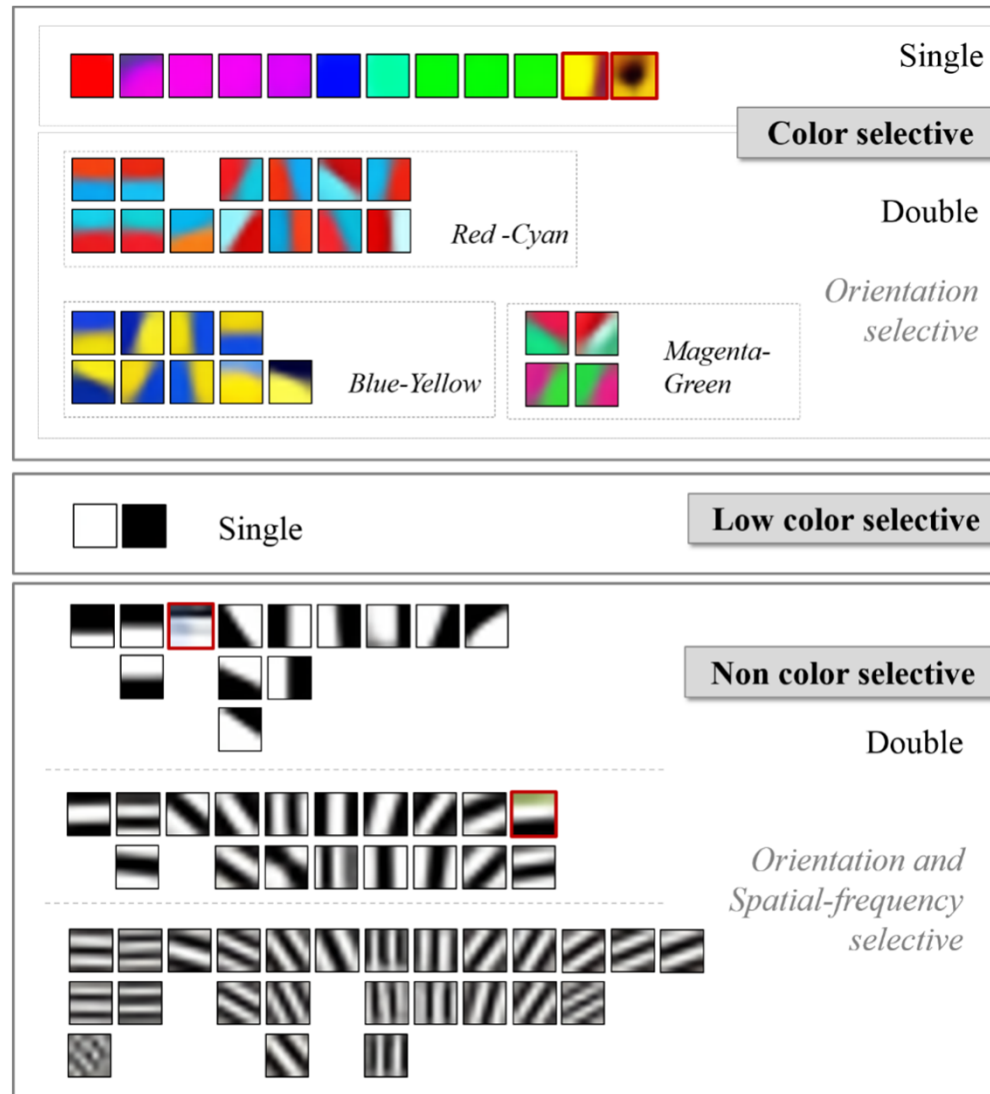 Single
Color selective
Double
Red -Cyan
Orientation
selective
Blue-Yellow
Magenta-
Green
Single
Low color selective
Non color selective
Double
Orientation and
Spatial-frequency
selective